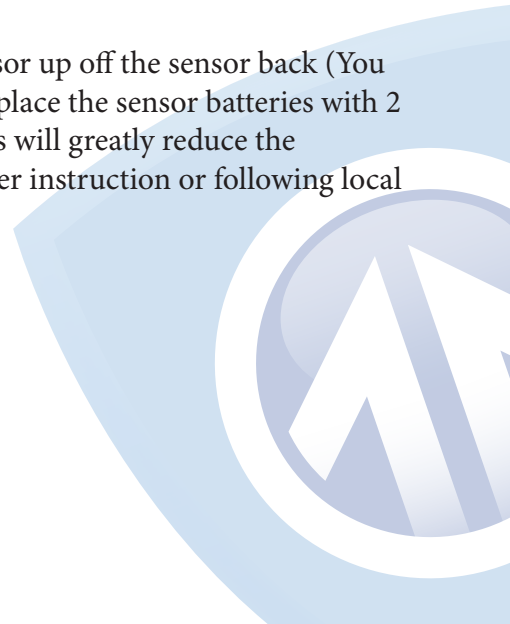 sor up off the sensor back (You
place the sensor batteries with 2
s will greatly reduce the
er instruction or following local